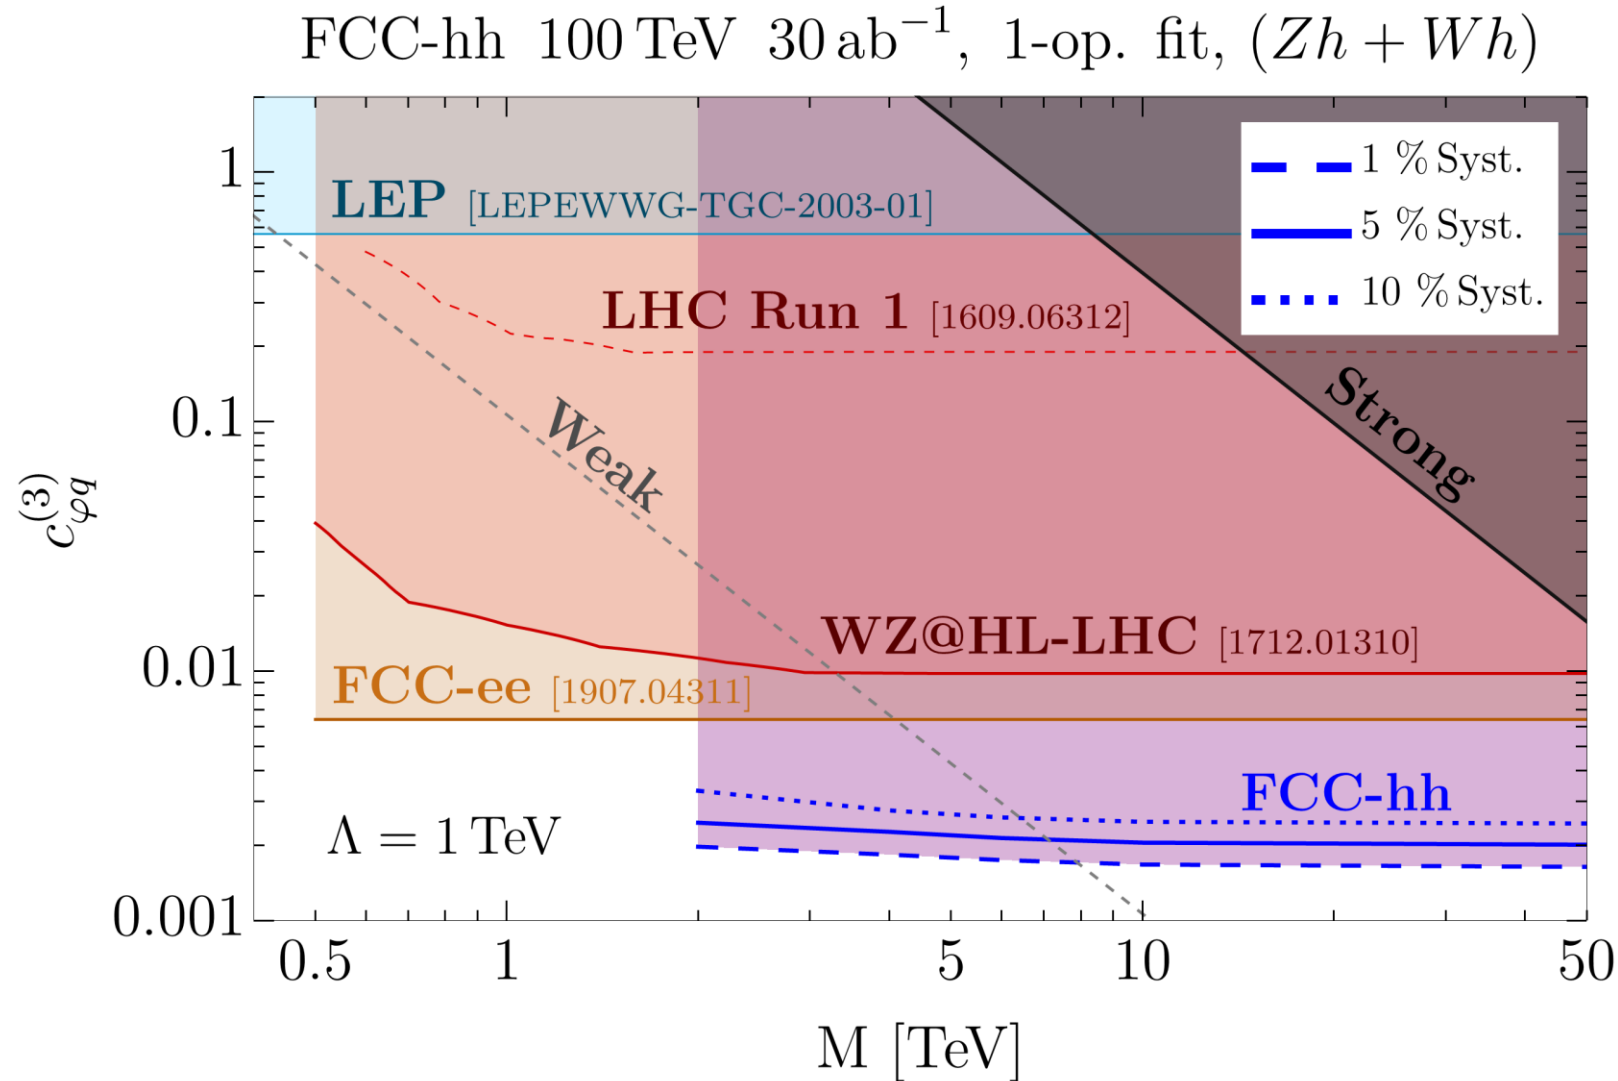 FCC-hh 100 TeV 30 ab⁻¹, 1-op. fit, (Zh + Wh)
1 % Syst.
5 % Syst.
10 % Syst.
LEP [LEPEWWG-TGC-2003-01]
LHC Run 1 [1609.06312]
Weak
Strong
WZ@HL-LHC [1712.01310]
FCC-ee [1907.04311]
FCC-hh
Λ = 1 TeV
1
0.1
0.01
0.001
c_{φq}^{(3)}
0.5 1 5 10 50
M [TeV]